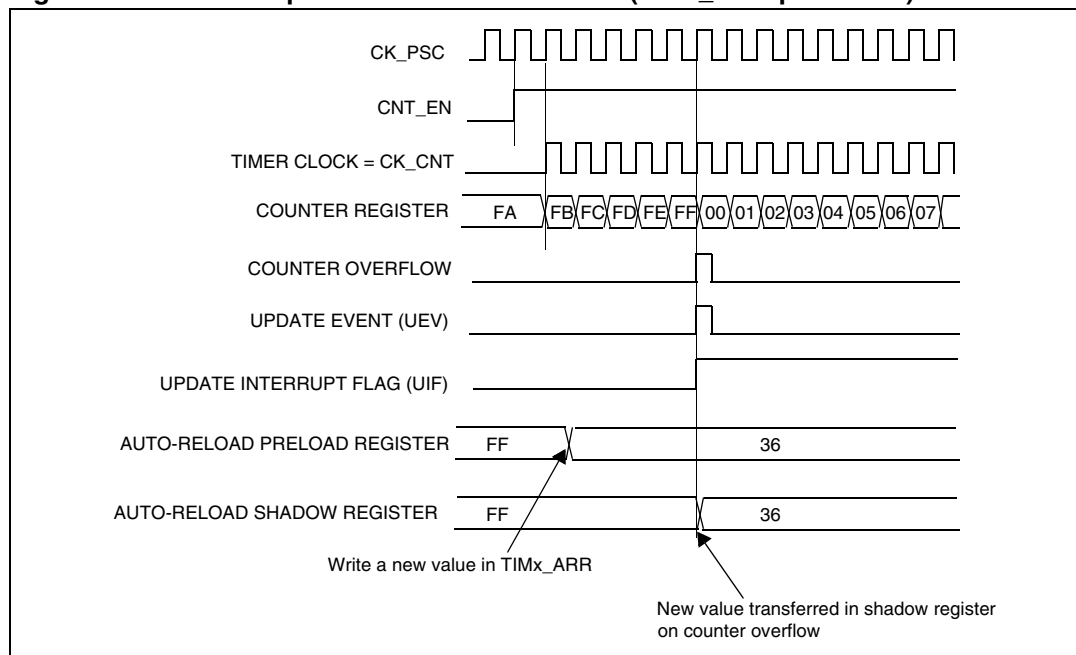 CK_PSC
CNT_EN
TIMER CLOCK = CK_CNT
COUNTER REGISTER FA FB FC FD FE FF 00 01 02 03 04 05 06 07
COUNTER OVERFLOW
UPDATE EVENT (UEV)
UPDATE INTERRUPT FLAG (UIF)
AUTO-RELOAD PRELOAD REGISTER FF 36
AUTO-RELOAD SHADOW REGISTER FF 36
Write a new value in TIMx_ARR
New value transferred in shadow register
on counter overflow